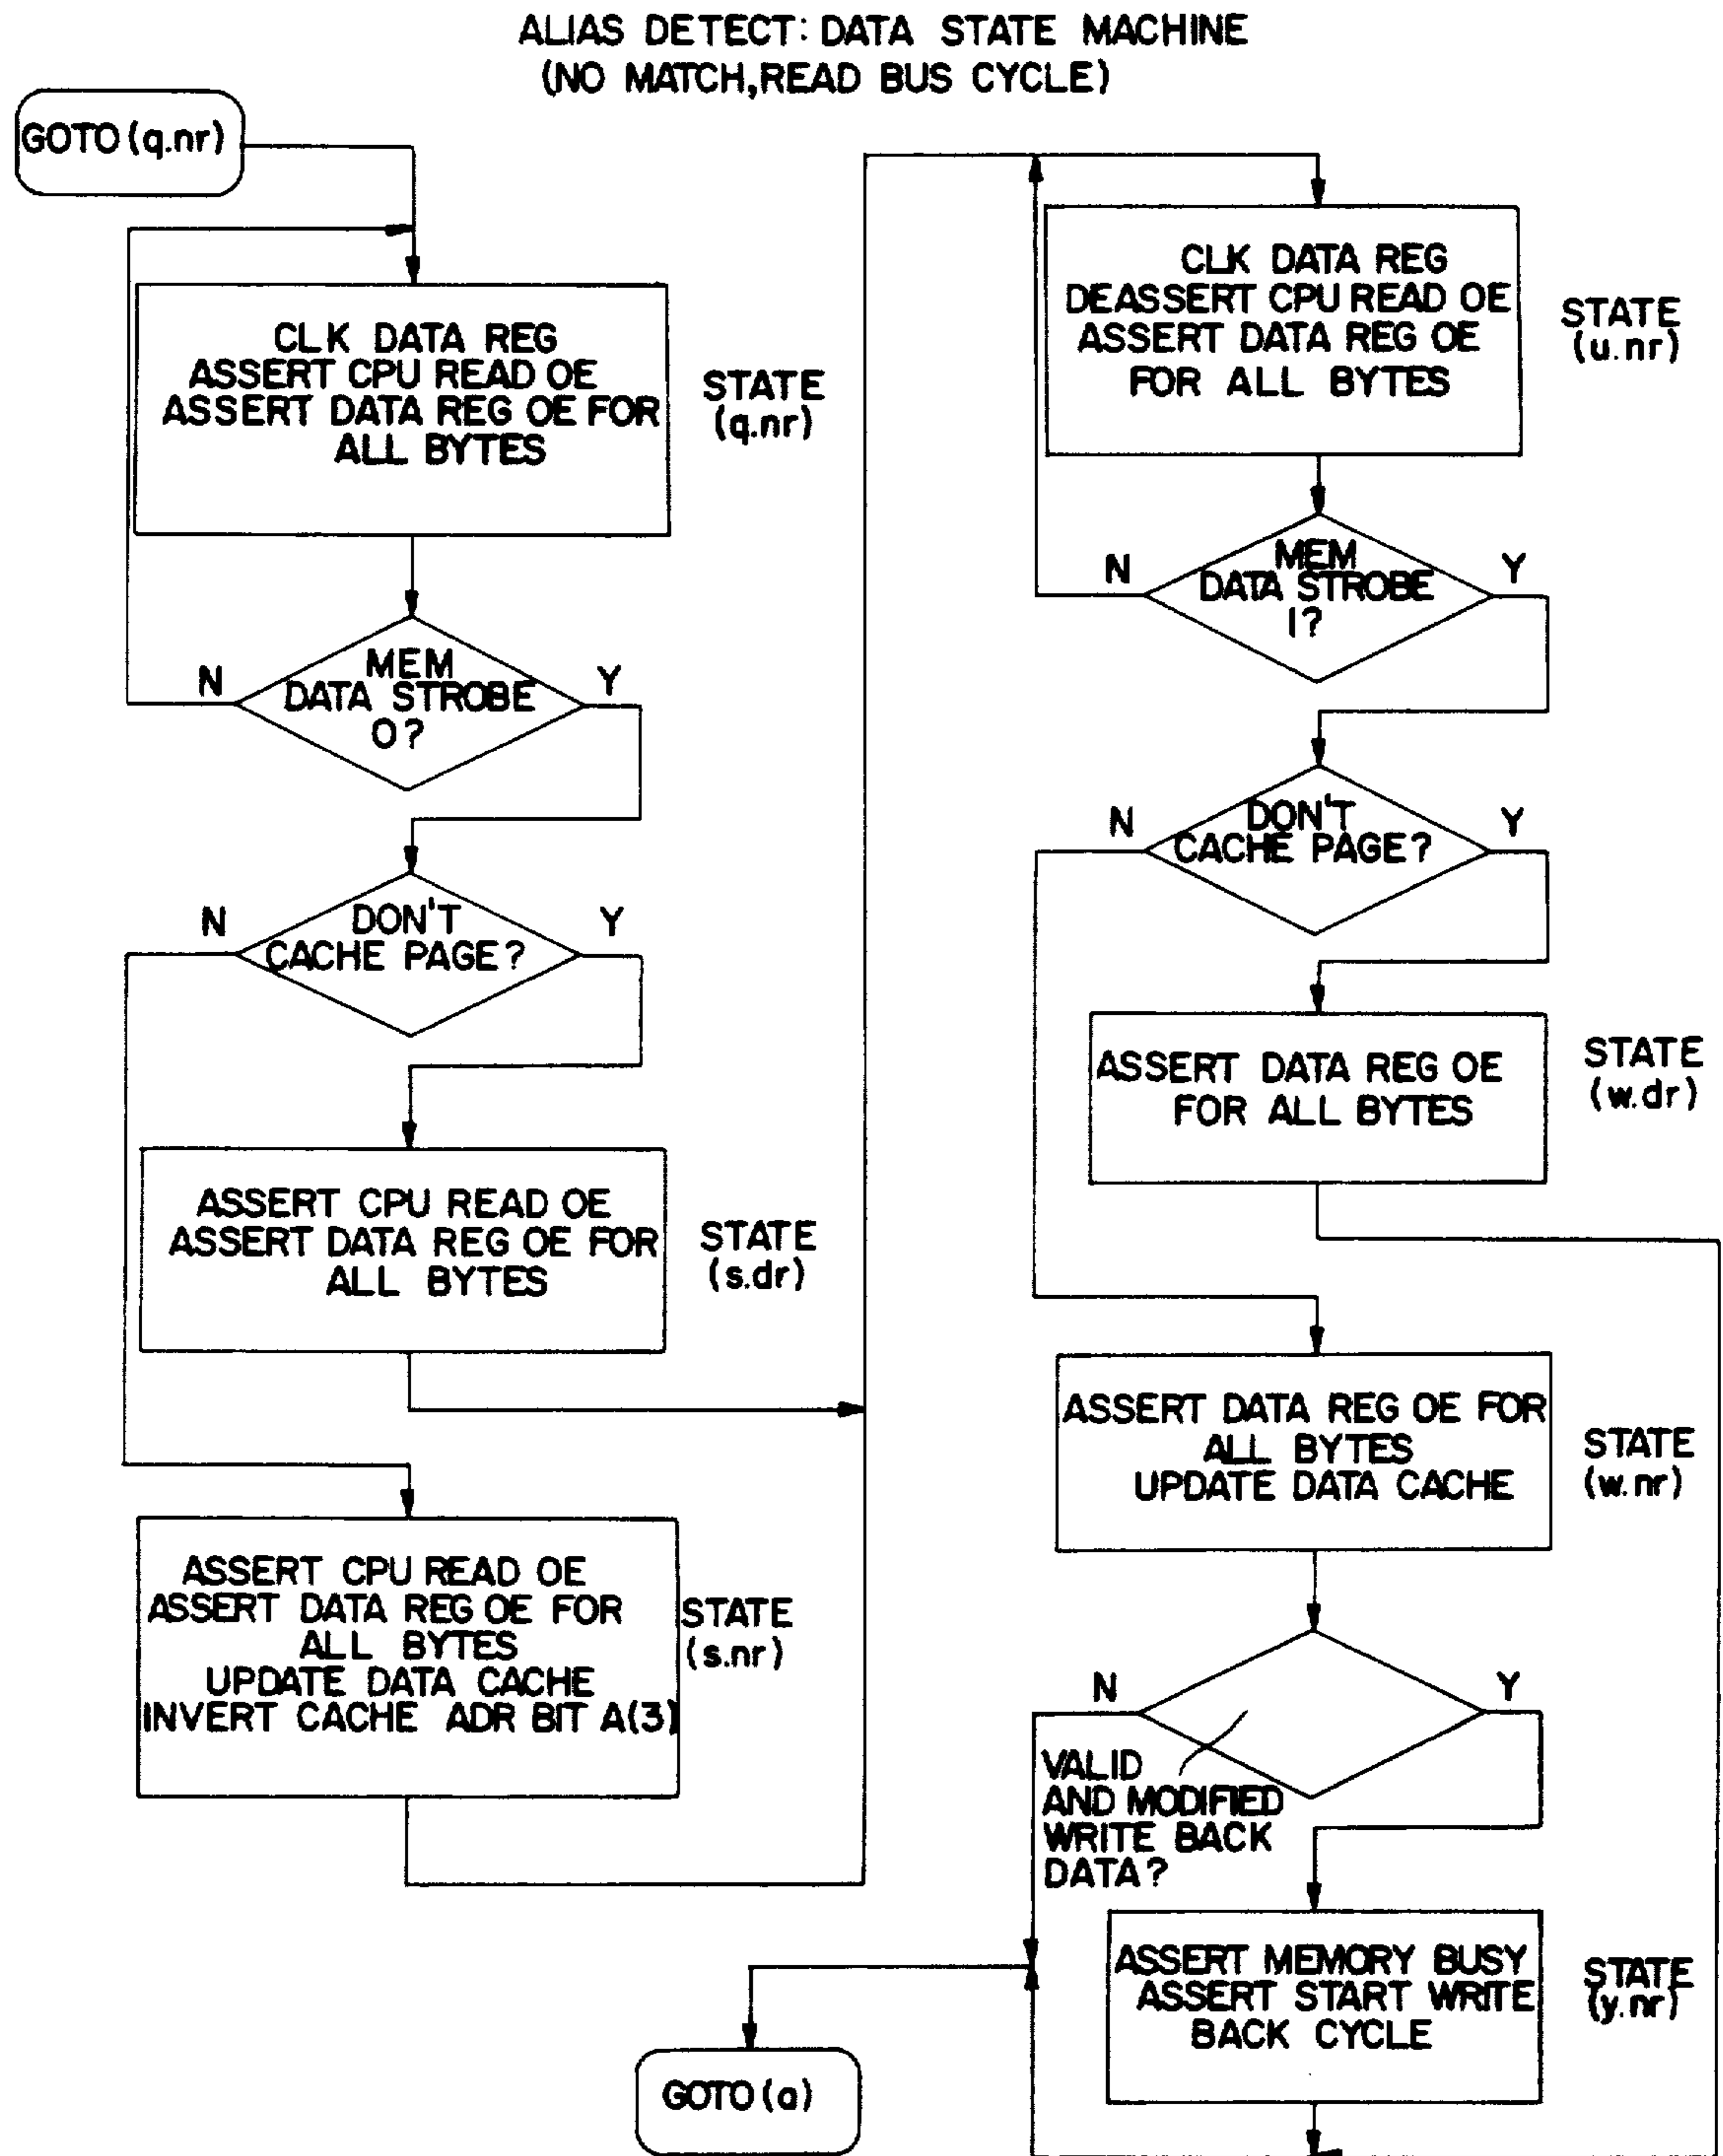 ALIAS DETECT: DATA STATE MACHINE
(NO MATCH,READ BUS CYCLE)
GOTO (q.nr)
CLK DATA REG
ASSERT CPU READ OE
ASSERT DATA REG OE FOR
ALL BYTES
STATE
(q.nr)
MEM
DATA STROBE
0?
N
Y
DON'T
CACHE PAGE?
N
Y
ASSERT CPU READ OE
ASSERT DATA REG OE FOR
ALL BYTES
STATE
(s.dr)
ASSERT CPU READ OE
ASSERT DATA REG OE FOR
ALL BYTES
UPDATE DATA CACHE
INVERT CACHE ADR BIT A(3)
STATE
(s.nr)
CLK DATA REG
DEASSERT CPU READ OE
ASSERT DATA REG OE
FOR ALL BYTES
STATE
(u.nr)
MEM
DATA STROBE
1?
N
Y
DON'T
CACHE PAGE?
N
Y
ASSERT DATA REG OE
FOR ALL BYTES
STATE
(w.dr)
ASSERT DATA REG OE FOR
ALL BYTES
UPDATE DATA CACHE
STATE
(w.nr)
N
Y
VALID
AND MODIFIED
WRITE BACK
DATA?
ASSERT MEMORY BUSY
ASSERT START WRITE
BACK CYCLE
STATE
(y.nr)
GOTO (a)